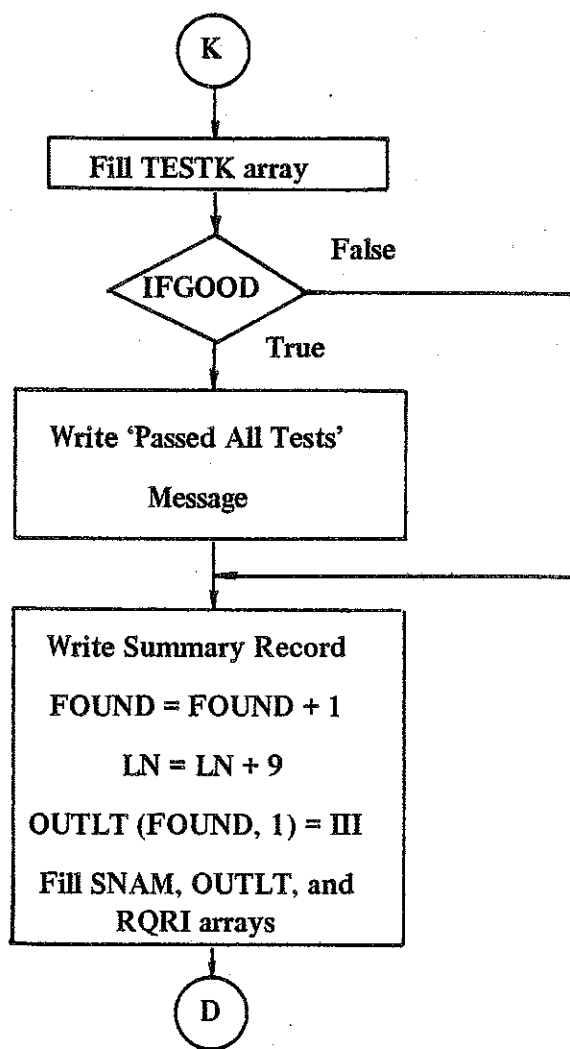 K
Fill TESTK array
False
IFGOOD
True
Write ‘Passed All Tests’
Message
Write Summary Record
FOUND = FOUND + 1
LN = LN + 9
OUTLT (FOUND, 1) = III
Fill SNAM, OUTLT, and
RQRI arrays
D